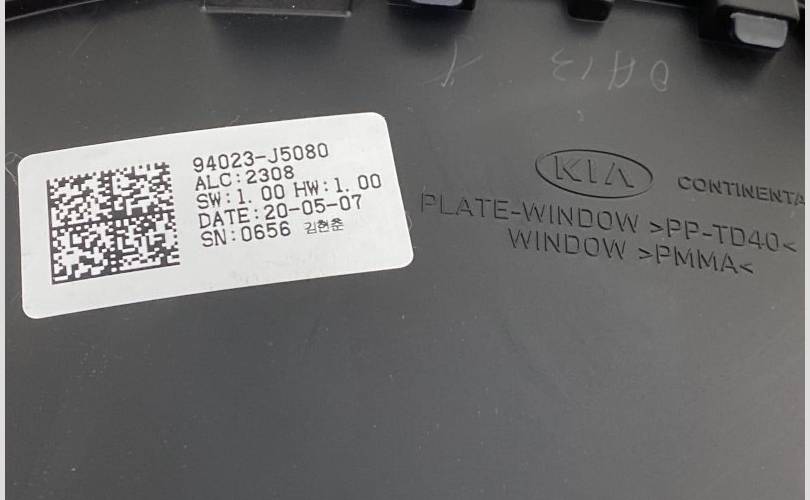 94023-J5080
ALC:2308
SW:1.00 HW:1.00
DATE:20-05-07
SN:0656 김현춘
KIA
CONTINENTA
PLATE-WINDOW >PP-TD40<
WINDOW >PMMA<